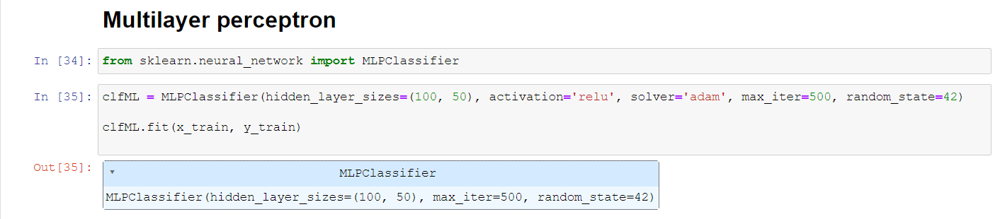 Multilayer perceptron
In [34]: from sklearn.neural_network import MLPClassifier
In [35]: clfML = MLPClassifier(hidden_layer_sizes=(100, 50), activation='relu', solver='adam', max_iter=500, random_state=42)
clfML.fit(x_train, y_train)
Out[35]: ▾ MLPClassifier
MLPClassifier(hidden_layer_sizes=(100, 50), max_iter=500, random_state=42)